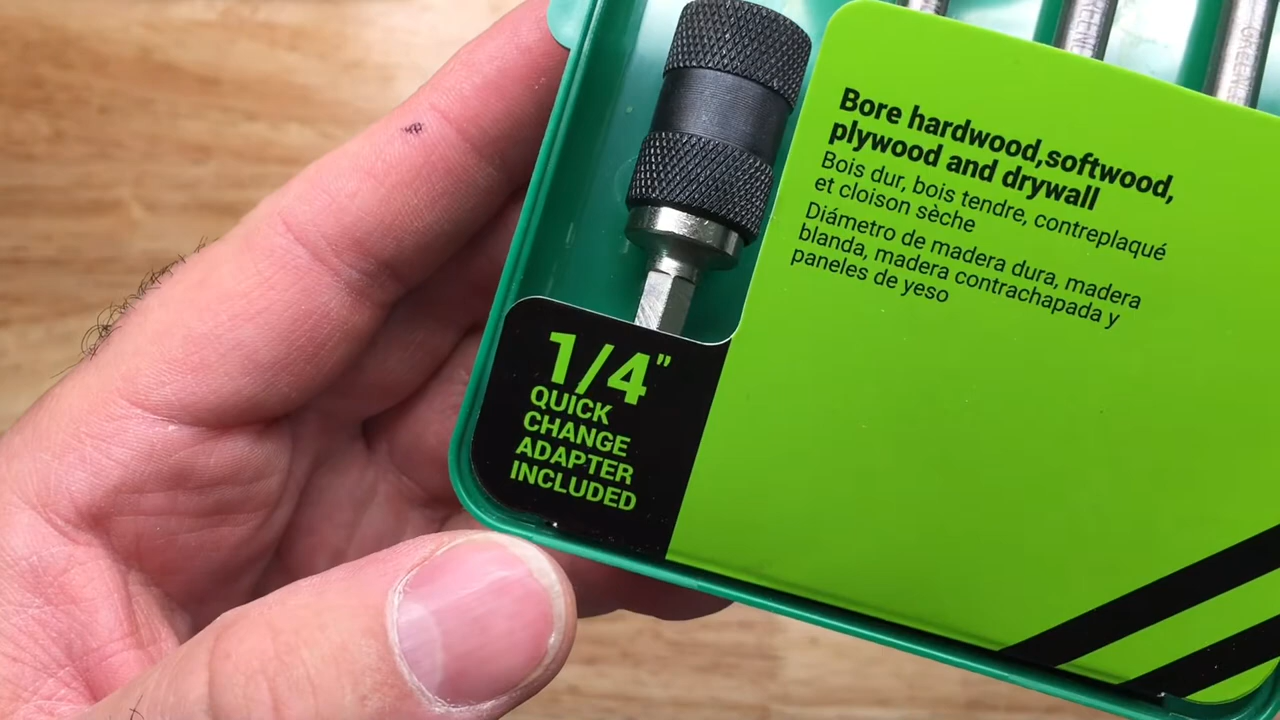 Bore hardwood,softwood,
plywood and drywall
Bois dur, bois tendre, contreplaqué
et cloison sèche
Diámetro de madera dura, madera
blanda, madera contrachapada y
paneles de yeso
1/4"
QUICK
CHANGE
ADAPTER
INCLUDED